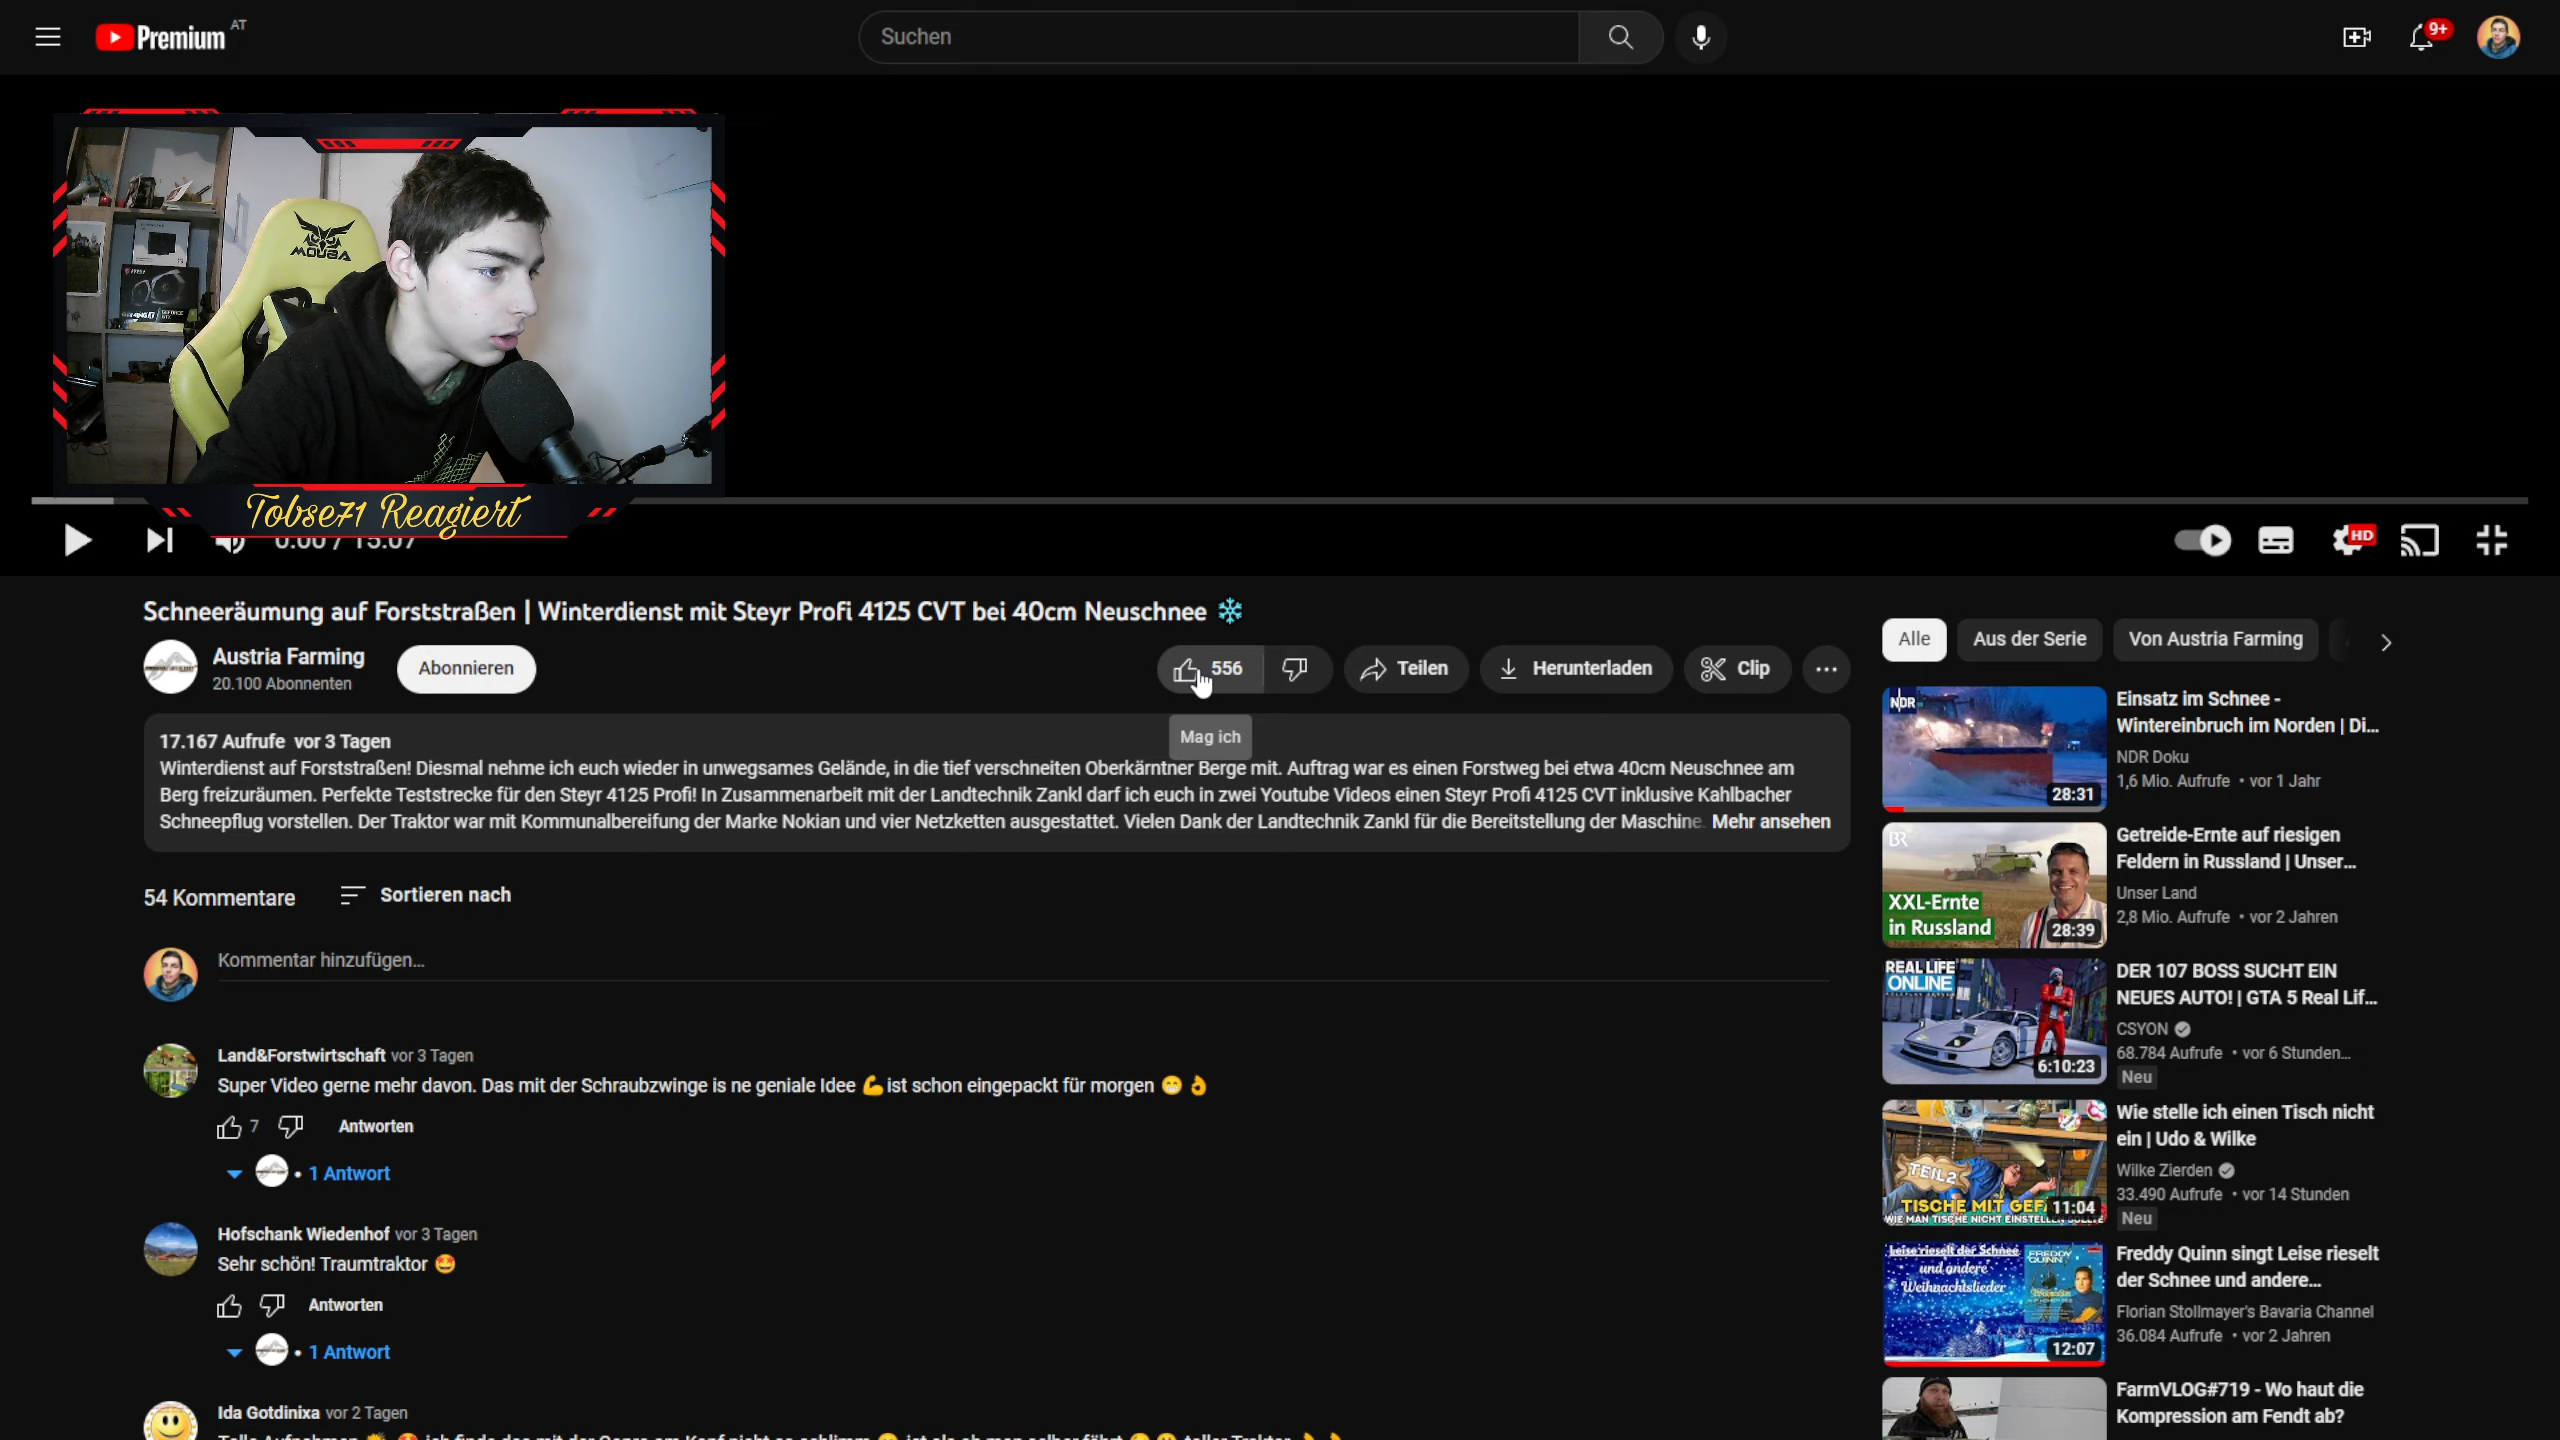 Premium AT
Suchen
9+
MOUBA
Tobse71 Reagiert
0:00 / 15:07
HD
Schneeräumung auf Forststraßen | Winterdienst mit Steyr Profi 4125 CVT bei 40cm Neuschnee ❄
Austria Farming
20.100 Abonnenten
Abonnieren
556
Teilen
Herunterladen
Clip
Mag ich
17.167 Aufrufe vor 3 Tagen
Winterdienst auf Forststraßen! Diesmal nehme ich euch wieder in unwegsames Gelände, in die tief verschneiten Oberkärntner Berge mit. Auftrag war es einen Forstweg bei etwa 40cm Neuschnee am
Berg freizuräumen. Perfekte Teststrecke für den Steyr 4125 Profi! In Zusammenarbeit mit der Landtechnik Zankl darf ich euch in zwei Youtube Videos einen Steyr Profi 4125 CVT inklusive Kahlbacher
Schneepflug vorstellen. Der Traktor war mit Kommunalbereifung der Marke Nokian und vier Netzketten ausgestattet. Vielen Dank der Landtechnik Zankl für die Bereitstellung der Maschine. Mehr ansehen
54 Kommentare
Sortieren nach
Kommentar hinzufügen...
Land&Forstwirtschaft vor 3 Tagen
Super Video gerne mehr davon. Das mit der Schraubzwinge is ne geniale Idee 💪 ist schon eingepackt für morgen 😁 👌
7
Antworten
• 1 Antwort
Hofschank Wiedenhof vor 3 Tagen
Sehr schön! Traumtraktor 🤩
Antworten
• 1 Antwort
Ida Gotdinixa vor 2 Tagen
Alle
Aus der Serie
Von Austria Farming
NDR
28:31
Einsatz im Schnee -
Wintereinbruch im Norden | Di...
NDR Doku
1,6 Mio. Aufrufe • vor 1 Jahr
BR
XXL-Ernte
in Russland
28:39
Getreide-Ernte auf riesigen
Feldern in Russland | Unser...
Unser Land
2,8 Mio. Aufrufe • vor 2 Jahren
REAL LIFE
ONLINE
6:10:23
DER 107 BOSS SUCHT EIN
NEUES AUTO! | GTA 5 Real Lif...
CSYON
68.784 Aufrufe • vor 6 Stunden...
Neu
TEIL 2
TISCHE MIT GEF
11:04
WIE MAN TISCHE NICHT EINSTELLEN SOLLTE
Wie stelle ich einen Tisch nicht
ein | Udo & Wilke
Wilke Zierden
33.490 Aufrufe • vor 14 Stunden
Neu
Leise rieselt der Schnee
und andere
Weihnachtslieder
FREDDY
QUINN
12:07
Freddy Quinn singt Leise rieselt
der Schnee und andere...
Florian Stollmayer's Bavaria Channel
36.084 Aufrufe • vor 2 Jahren
FarmVLOG#719 - Wo haut die
Kompression am Fendt ab?